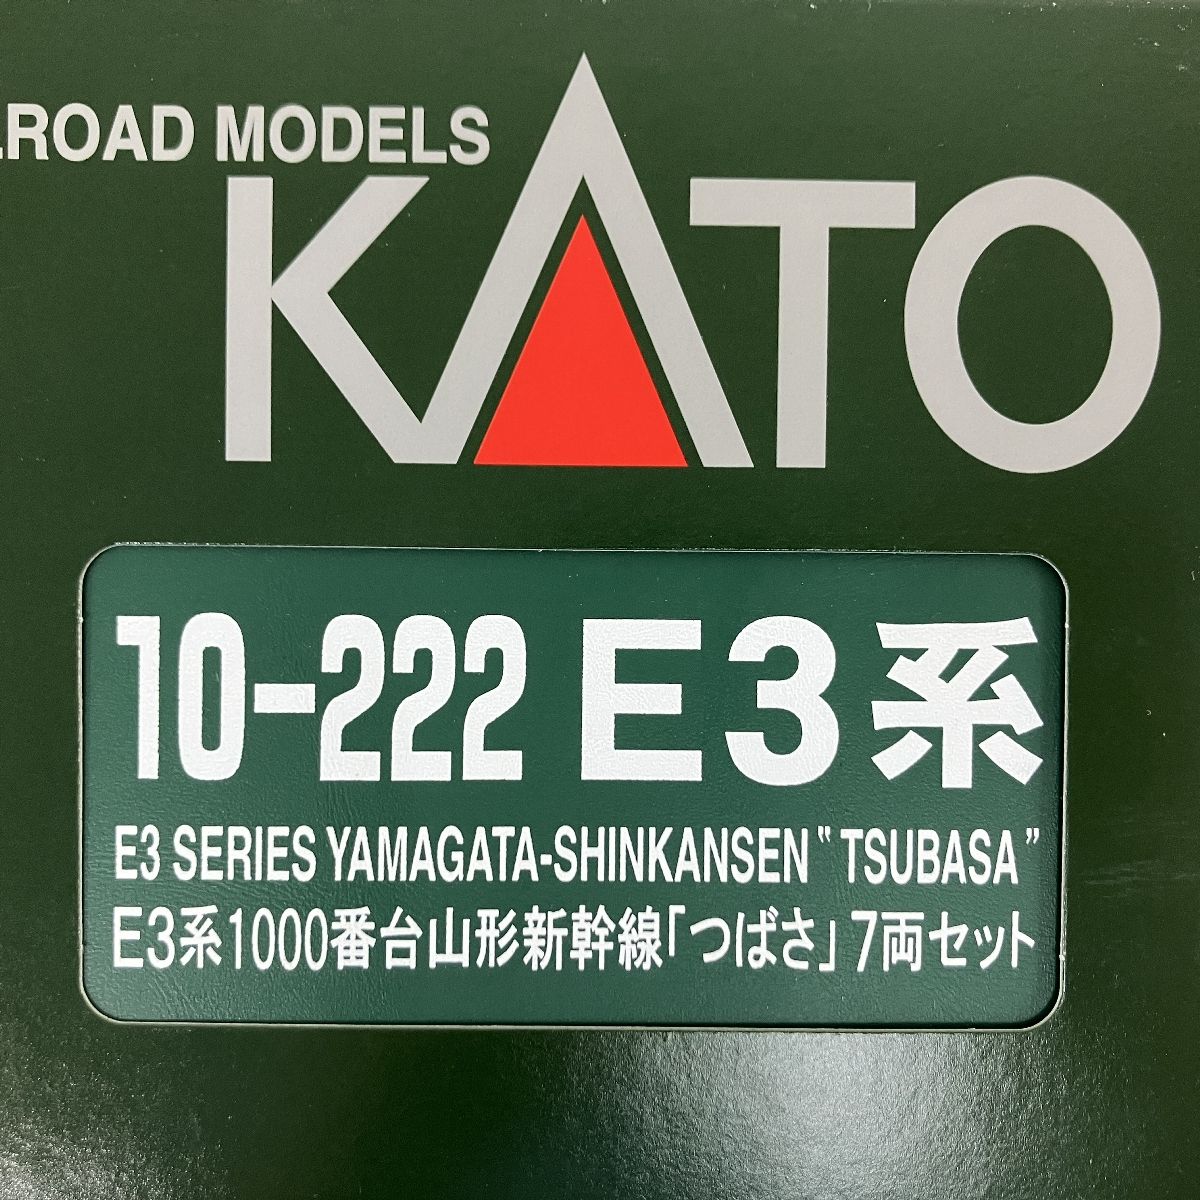 ROAD MODELS
KATO
10-222 E3系
E3 SERIES YAMAGATA-SHINKANSEN “TSUBASA”
E3系1000番台山形新幹線「つばさ」7両セット